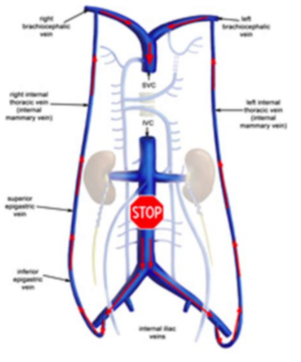 right
brachiocephalic
vein
left
brachiocephalic
vein
SVC
right internal
thoracic vein
(internal
mammary vein)
IVC
left internal
thoracic vein
(internal
mammary vein)
superior
epigastric
vein
STOP
inferior
epigastric
vein
internal iliac
veins